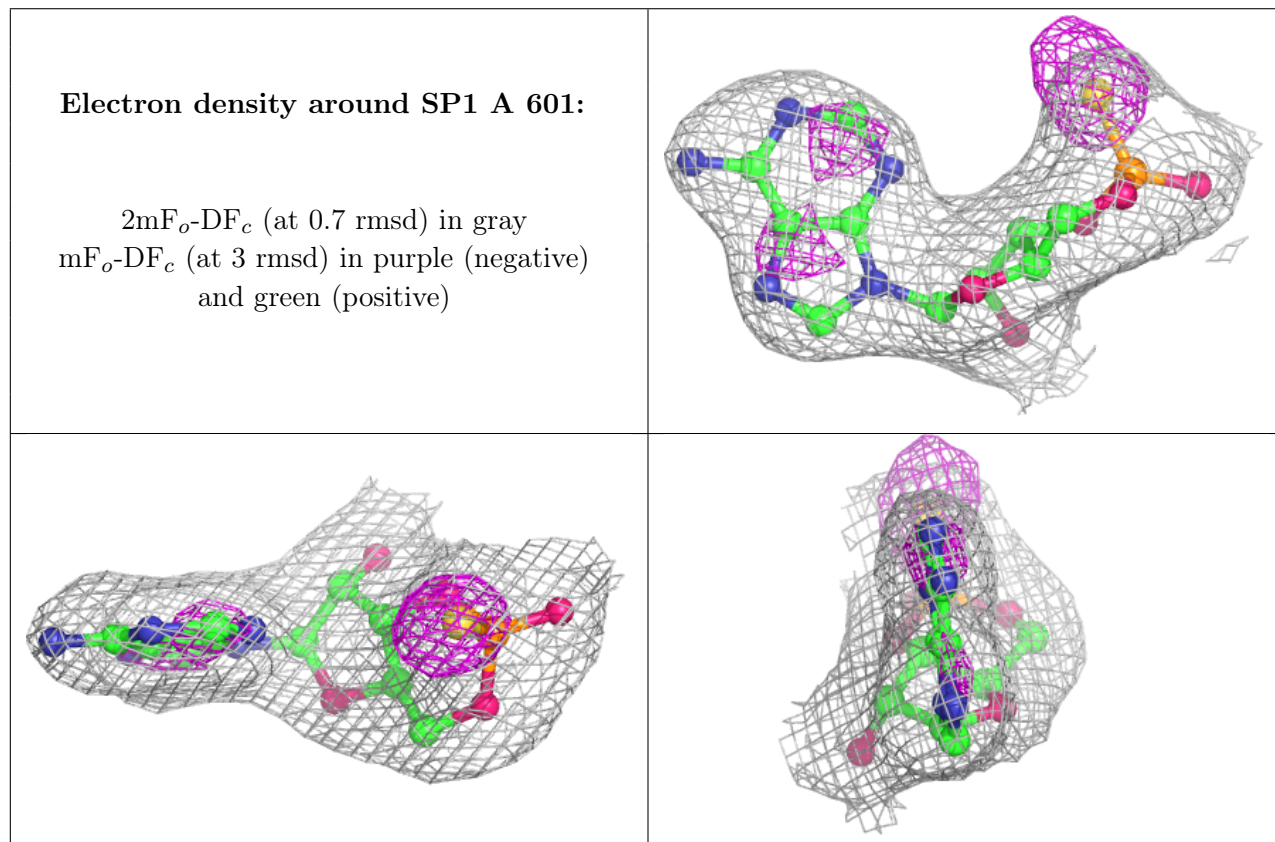 Electron density around SP1 A 601:
2mFₒ-DF𝑐 (at 0.7 rmsd) in gray
mFₒ-DF𝑐 (at 3 rmsd) in purple (negative)
and green (positive)